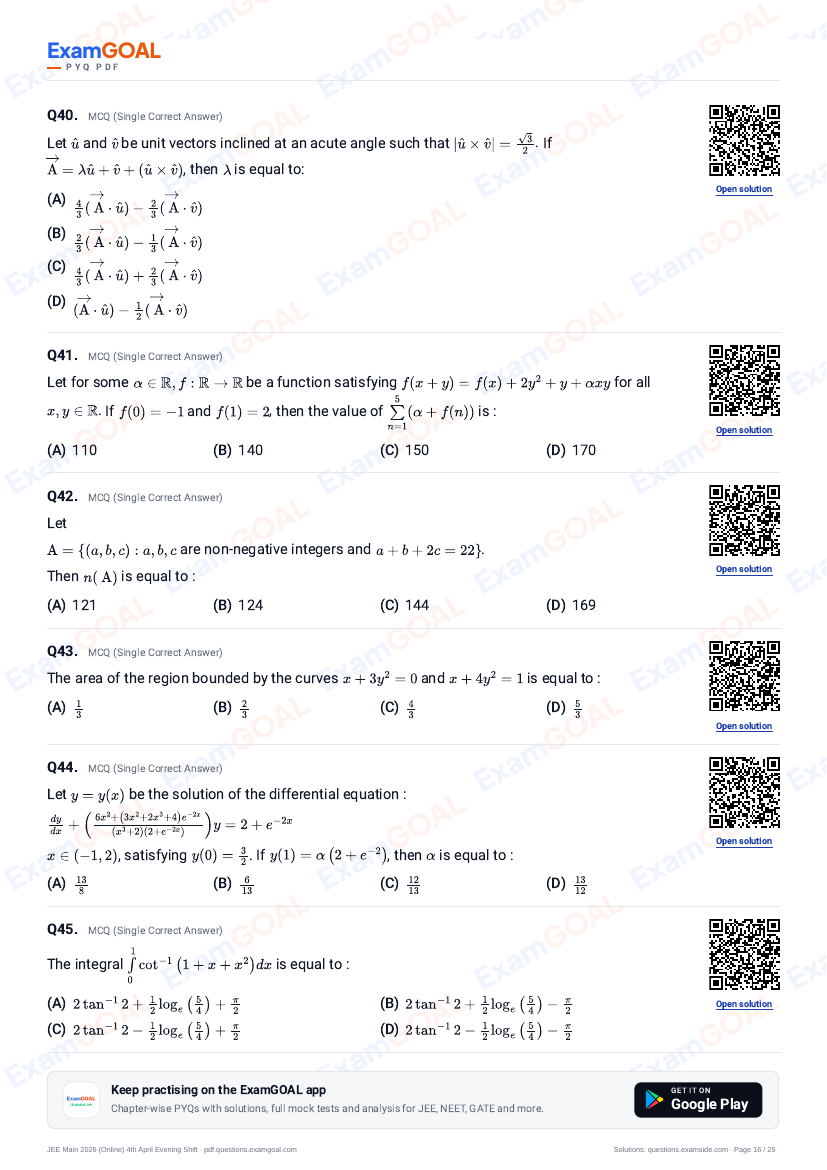 ExamGOAL
PYQ PDF
Q40. MCQ (Single Correct Answer)
Let û and v̂ be unit vectors inclined at an acute angle such that |û × v̂| = √3/2. If
A⃗ = λû + v̂ + (û × v̂), then λ is equal to:
(A) 4/3(A⃗ · û) − 2/3(A⃗ · v̂)
(B) 2/3(A⃗ · û) − 1/3(A⃗ · v̂)
(C) 4/3(A⃗ · û) + 2/3(A⃗ · v̂)
(D) (A⃗ · û) − 1/2(A⃗ · v̂)
Open solution
Q41. MCQ (Single Correct Answer)
Let for some α ∈ ℝ, f : ℝ → ℝ be a function satisfying f(x + y) = f(x) + 2y² + y + αxy for all
x, y ∈ ℝ. If f(0) = −1 and f(1) = 2, then the value of ∑_{n=1}^{5} (α + f(n)) is :
(A) 110 (B) 140 (C) 150 (D) 170
Open solution
Q42. MCQ (Single Correct Answer)
Let
A = {(a, b, c) : a, b, c are non-negative integers and a + b + 2c = 22}.
Then n( A) is equal to :
(A) 121 (B) 124 (C) 144 (D) 169
Open solution
Q43. MCQ (Single Correct Answer)
The area of the region bounded by the curves x + 3y² = 0 and x + 4y² = 1 is equal to :
(A) 1/3 (B) 2/3 (C) 4/3 (D) 5/3
Open solution
Q44. MCQ (Single Correct Answer)
Let y = y(x) be the solution of the differential equation :
dy/dx + ((6x²+(3x²+2x³+4)e^{−2x})/((x³+2)(2+e^{−2x})))y = 2 + e^{−2x}
x ∈ (−1, 2), satisfying y(0) = 3/2. If y(1) = α (2 + e^{−2}), then α is equal to :
(A) 13/8 (B) 6/13 (C) 12/13 (D) 13/12
Open solution
Q45. MCQ (Single Correct Answer)
The integral ∫_0^1 cot⁻¹ (1 + x + x²)dx is equal to :
(A) 2 tan⁻¹ 2 + 1/2 logₑ (5/4) + π/2 (B) 2 tan⁻¹ 2 + 1/2 logₑ (5/4) − π/2
(C) 2 tan⁻¹ 2 − 1/2 logₑ (5/4) + π/2 (D) 2 tan⁻¹ 2 − 1/2 logₑ (5/4) − π/2
Open solution
ExamGOAL
Keep practising on the ExamGOAL app
Chapter-wise PYQs with solutions, full mock tests and analysis for JEE, NEET, GATE and more.
GET IT ON
Google Play
JEE Main 2026 (Online) 4th April Evening Shift · pdf.questions.examgoal.com
Solutions: questions.examside.com · Page 16 / 25